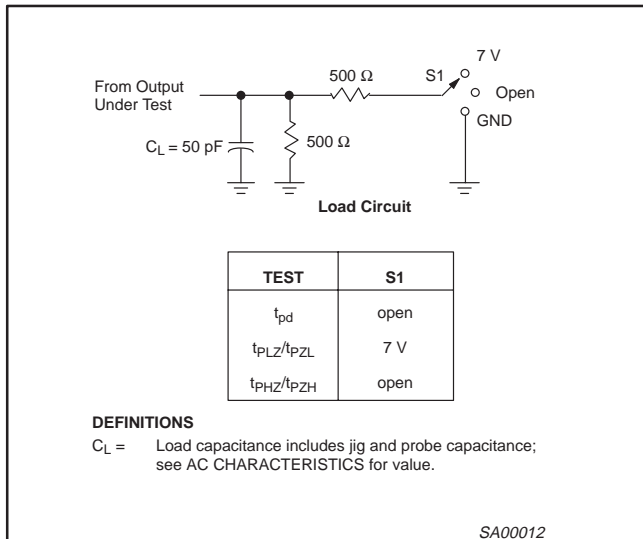 7 V
500 Ω
S1
From Output
Under Test
Open
GND
C_L = 50 pF
500 Ω
Load Circuit
TEST S1
t_pd open
t_PLZ/t_PZL 7 V
t_PHZ/t_PZH open
DEFINITIONS
C_L = Load capacitance includes jig and probe capacitance;
see AC CHARACTERISTICS for value.
SA00012